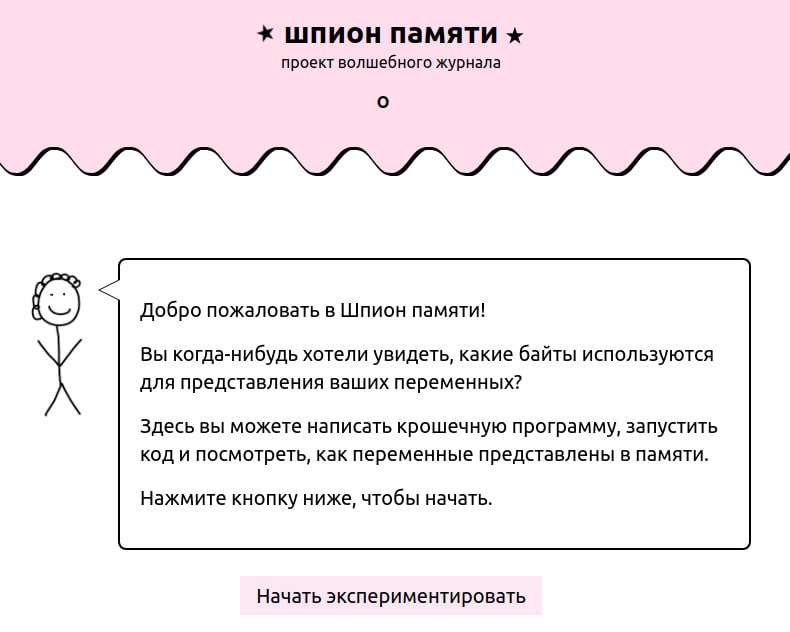 шпион памяти
проект волшебного журнала
о
Добро пожаловать в Шпион памяти!
Вы когда-нибудь хотели увидеть, какие байты используются
для представления ваших переменных?
Здесь вы можете написать крошечную программу, запустить
код и посмотреть, как переменные представлены в памяти.
Нажмите кнопку ниже, чтобы начать.
Начать экспериментировать